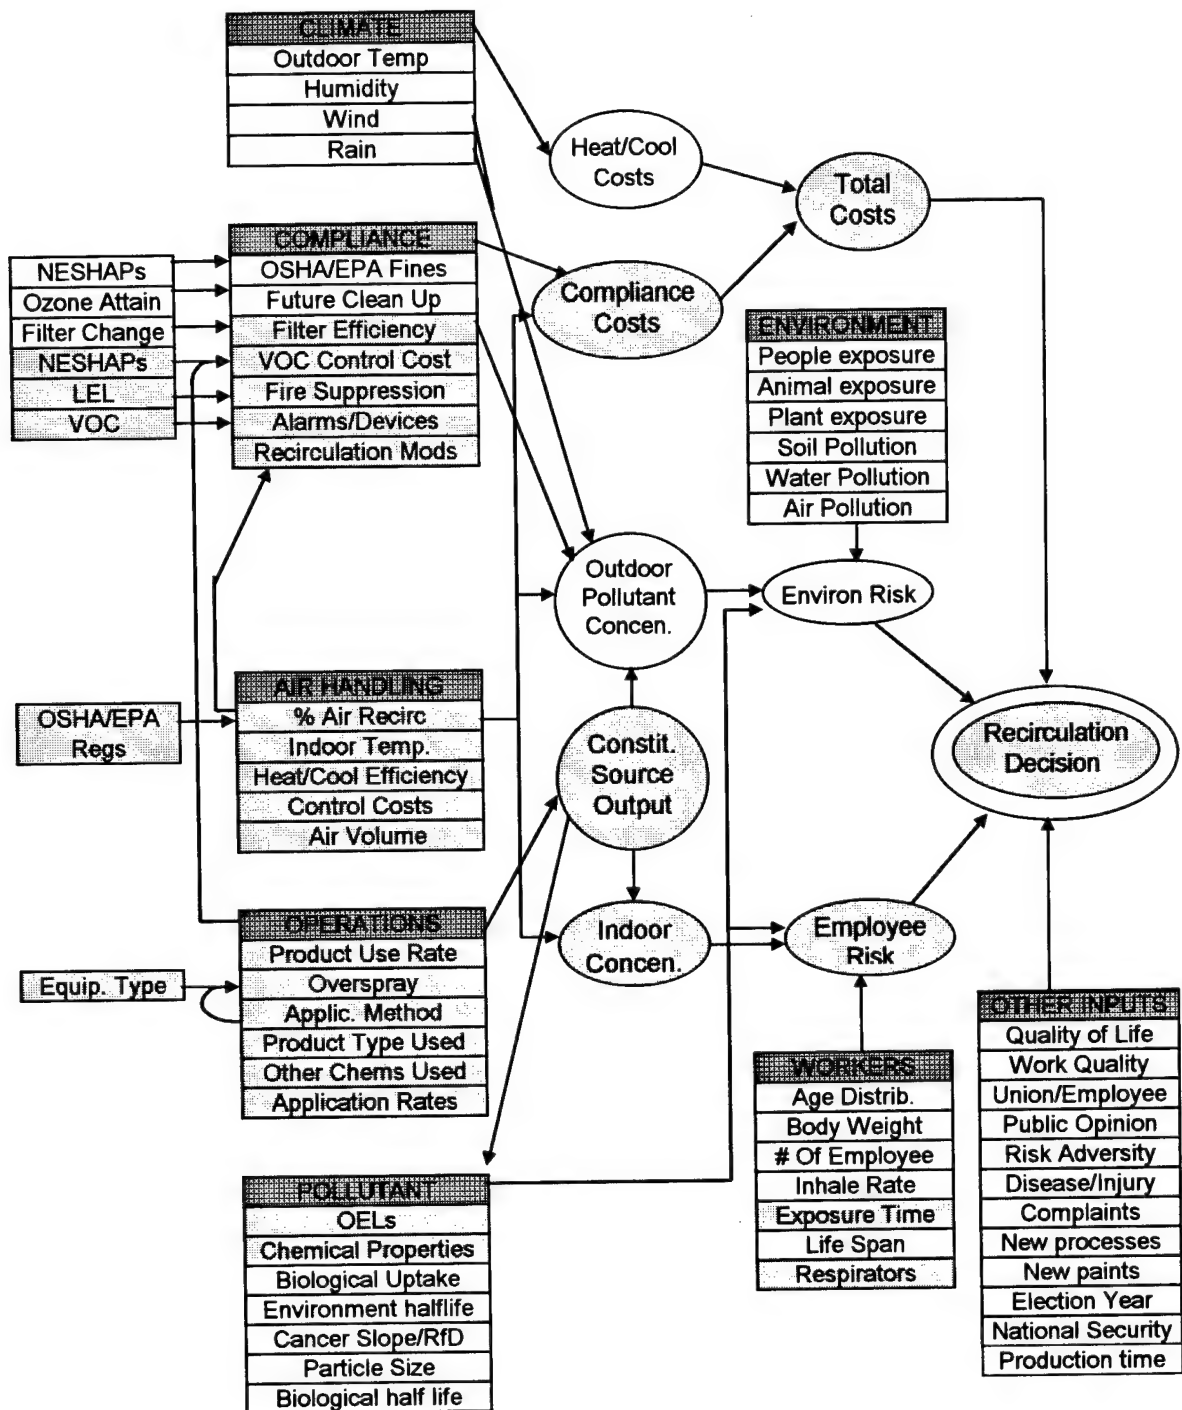 CLIMATE
Outdoor Temp
Humidity
Wind
Rain
Heat/Cool
Costs
Total
Costs
NESHAPs
Ozone Attain
Filter Change
NESHAPs
LEL
VOC
COMPLIANCE
OSHA/EPA Fines
Future Clean Up
Filter Efficiency
VOC Control Cost
Fire Suppression
Alarms/Devices
Recirculation Mods
Compliance
Costs
ENVIRONMENT
People exposure
Animal exposure
Plant exposure
Soil Pollution
Water Pollution
Air Pollution
Outdoor
Pollutant
Concen.
Environ Risk
OSHA/EPA
Regs
AIR HANDLING
% Air Recirc
Indoor Temp.
Heat/Cool Efficiency
Control Costs
Air Volume
Constit.
Source
Output
Recirculation
Decision
Equip. Type
OPERATIONS
Product Use Rate
Overspray
Applic. Method
Product Type Used
Other Chems Used
Application Rates
Indoor
Concen.
Employee
Risk
POLLUTANT
OELs
Chemical Properties
Biological Uptake
Environment halflife
Cancer Slope/RfD
Particle Size
Biological half life
WORKERS
Age Distrib.
Body Weight
# Of Employee
Inhale Rate
Exposure Time
Life Span
Respirators
OTHER INPUTS
Quality of Life
Work Quality
Union/Employee
Public Opinion
Risk Adversity
Disease/Injury
Complaints
New processes
New paints
Election Year
National Security
Production time